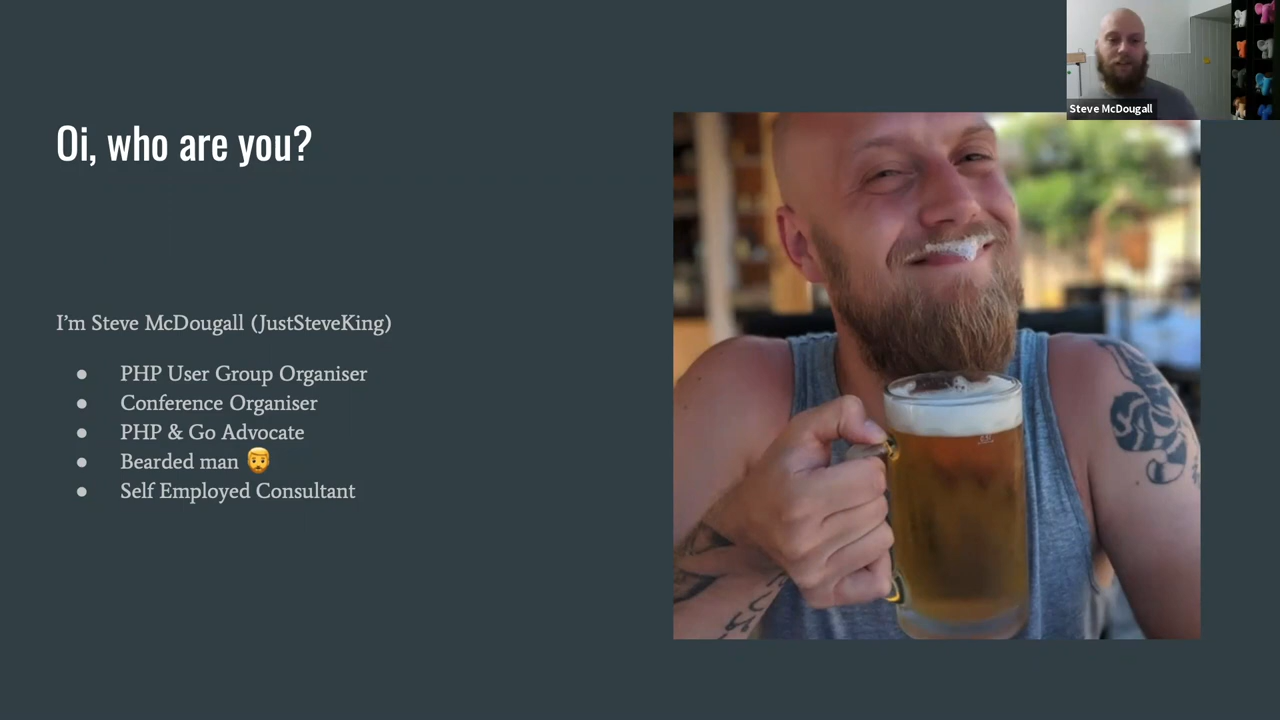 Steve McDougall
Oi, who are you?
I'm Steve McDougall (JustSteveKing)
● PHP User Group Organiser
● Conference Organiser
● PHP & Go Advocate
● Bearded man 🧔‍♂️
● Self Employed Consultant